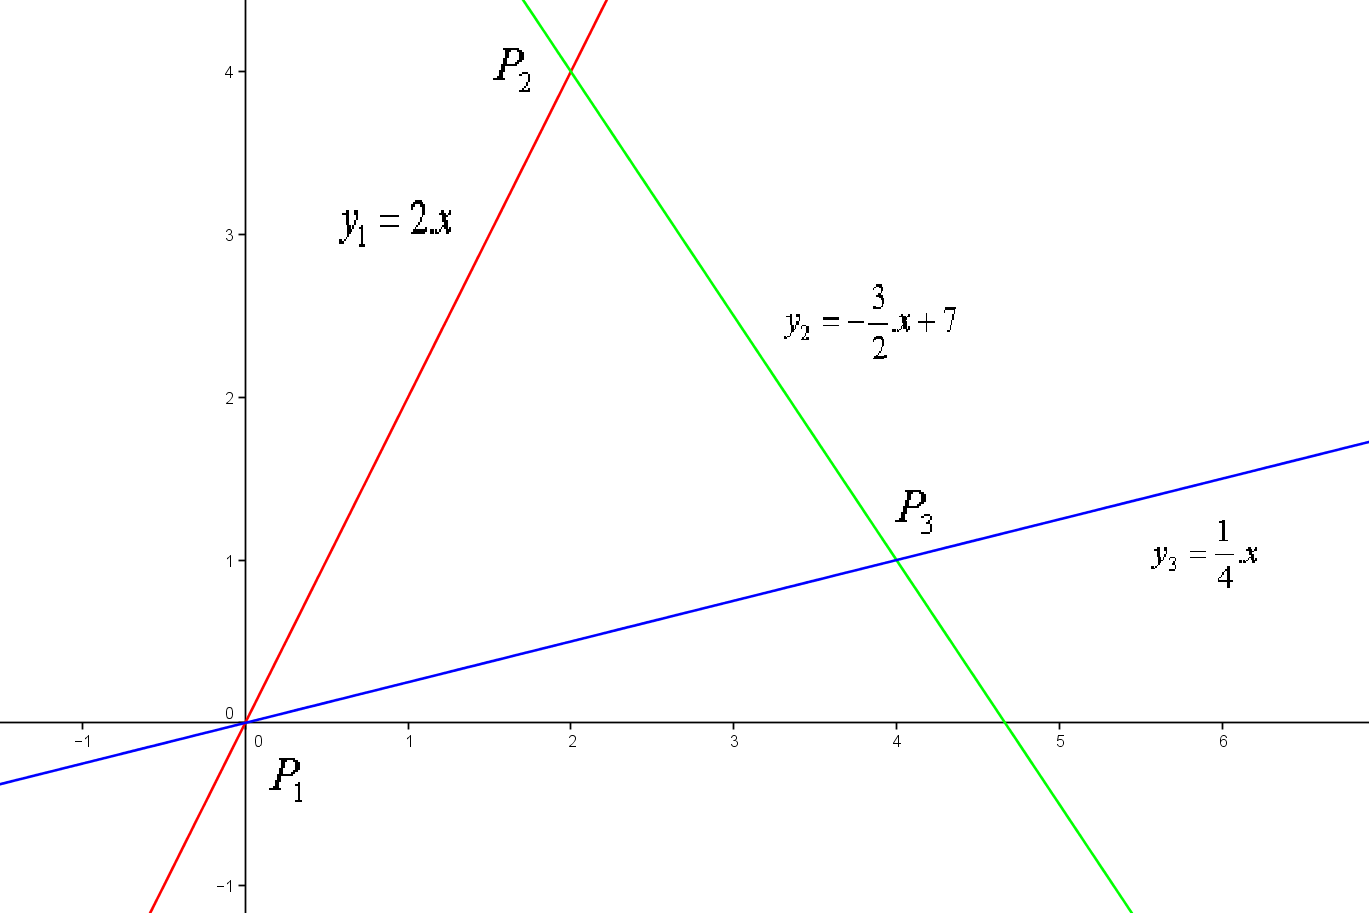 P₂
4
y₁ = 2.x
3
y₂ = −3/2.x + 7
2
P₃
y₃ = 1/4.x
1
0
−1 0 1 2 3 4 5 6
P₁
−1